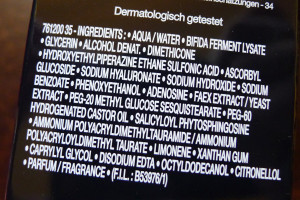 - 34
Dermatologisch getestet
761200 35 - INGREDIENTS : • AQUA / WATER • BIFIDA FERMENT LYSATE
• GLYCERIN • ALCOHOL DENAT. • DIMETHICONE
• HYDROXYETHYLPIPERAZINE ETHANE SULFONIC ACID • ASCORBYL
GLUCOSIDE • SODIUM HYALURONATE • SODIUM HYDROXIDE • SODIUM
BENZOATE • PHENOXYETHANOL • ADENOSINE • FAEX EXTRACT / YEAST
EXTRACT • PEG-20 METHYL GLUCOSE SESQUISTEARATE • PEG-60
HYDROGENATED CASTOR OIL • SALICYLOYL PHYTOSPHINGOSINE
• AMMONIUM POLYACRYLDIMETHYLTAURAMIDE / AMMONIUM
POLYACRYLOYLDIMETHYL TAURATE • LIMONENE • XANTHAN GUM
• CAPRYLYL GLYCOL • DISODIUM EDTA • OCTYLDODECANOL • CITRONELLOL
• PARFUM / FRAGRANCE • (F.I.L. : B53976/1)